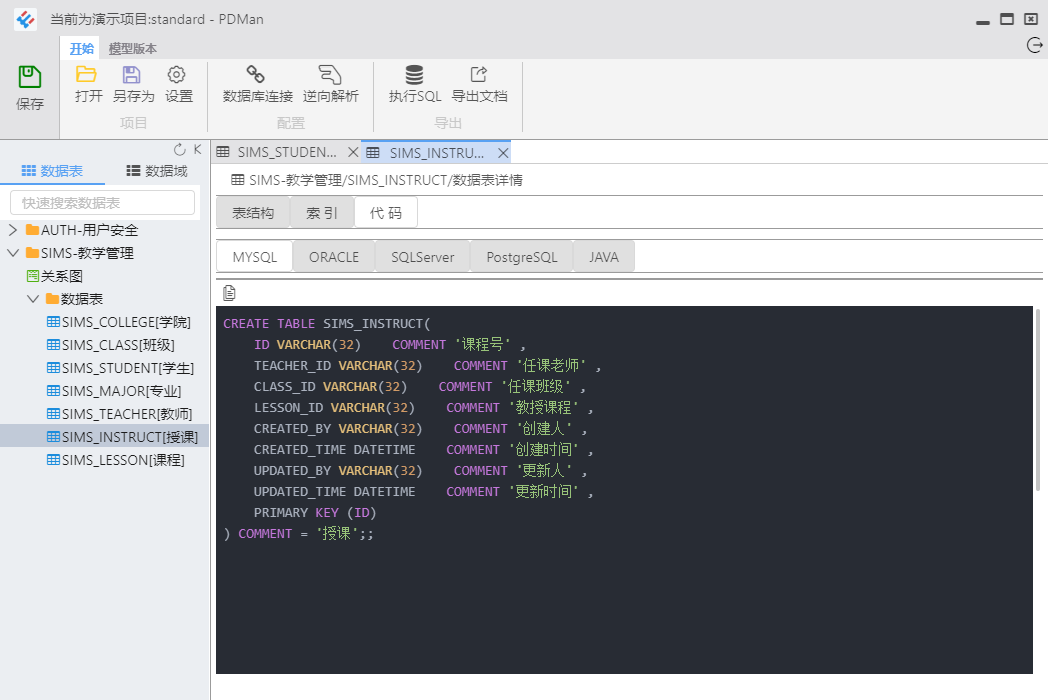 当前为演示项目:standard - PDMan
开始 模型版本
保存 打开 另存为 设置 数据库连接 逆向解析 执行SQL 导出文档
项目 配置 导出
SIMS_STUDEN... SIMS_INSTRU...
数据表 数据域
快速搜索数据表
AUTH-用户安全
SIMS-教学管理
关系图
数据表
SIMS_COLLEGE[学院]
SIMS_CLASS[班级]
SIMS_STUDENT[学生]
SIMS_MAJOR[专业]
SIMS_TEACHER[教师]
SIMS_INSTRUCT[授课]
SIMS_LESSON[课程]
SIMS-教学管理/SIMS_INSTRUCT/数据表详情
表结构 索引 代码
MYSQL ORACLE SQLServer PostgreSQL JAVA
CREATE TABLE SIMS_INSTRUCT(
ID VARCHAR(32) COMMENT '课程号' ,
TEACHER_ID VARCHAR(32) COMMENT '任课老师' ,
CLASS_ID VARCHAR(32) COMMENT '任课班级' ,
LESSON_ID VARCHAR(32) COMMENT '教授课程' ,
CREATED_BY VARCHAR(32) COMMENT '创建人' ,
CREATED_TIME DATETIME COMMENT '创建时间' ,
UPDATED_BY VARCHAR(32) COMMENT '更新人' ,
UPDATED_TIME DATETIME COMMENT '更新时间' ,
PRIMARY KEY (ID)
) COMMENT = '授课';;